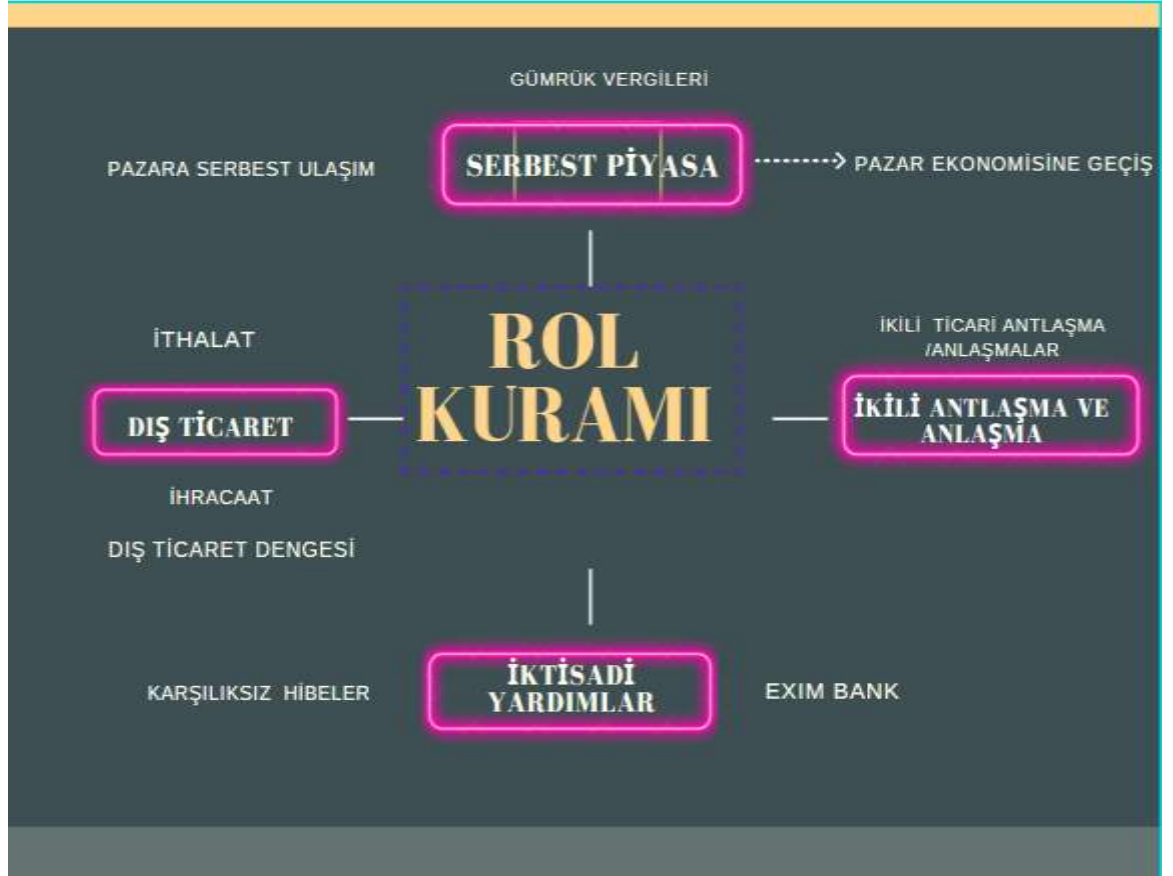 GÜMRÜK VERGİLERİ
PAZARA SERBEST ULAŞIM
SERBEST PİYASA
PAZAR EKONOMİSİNE GEÇİŞ
ROL
KURAMI
İTHALAT
DIŞ TİCARET
İHRACAAT
DIŞ TİCARET DENGESİ
İKİLİ TİCARİ ANTLAŞMA
/ANLAŞMALAR
İKİLİ ANTLAŞMA VE
ANLAŞMA
KARŞILIKSIZ HİBELER
İKTİSADİ
YARDIMLAR
EXIM BANK